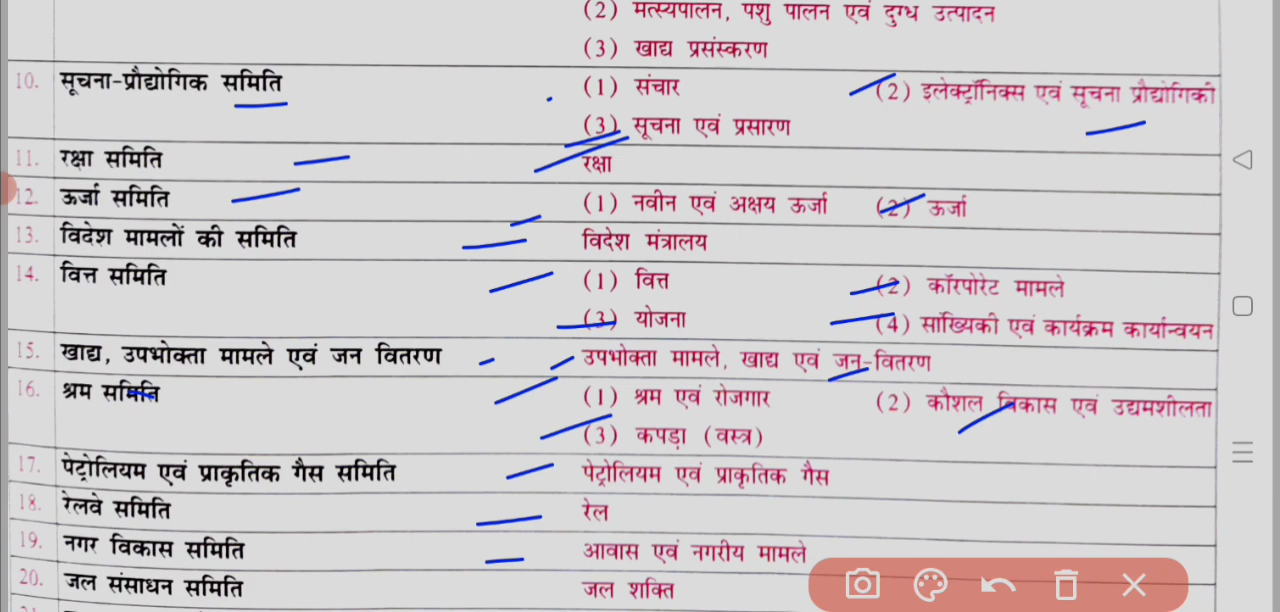 (2) मत्स्यपालन, पशु पालन एवं दुग्ध उत्पादन
(3) खाद्य प्रसंस्करण
10. सूचना-प्रौद्योगिक समिति (1) संचार (2) इलेक्ट्रॉनिक्स एवं सूचना प्रौद्योगिकी
(3) सूचना एवं प्रसारण
11. रक्षा समिति रक्षा
12. ऊर्जा समिति (1) नवीन एवं अक्षय ऊर्जा (2) ऊर्जा
13. विदेश मामलों की समिति विदेश मंत्रालय
14. वित्त समिति (1) वित्त (2) कॉरपोरेट मामले
(3) योजना (4) सांख्यिकी एवं कार्यक्रम कार्यान्वयन
15. खाद्य, उपभोक्ता मामले एवं जन वितरण उपभोक्ता मामले, खाद्य एवं जन-वितरण
16. श्रम समिति (1) श्रम एवं रोजगार (2) कौशल विकास एवं उद्यमशीलता
(3) कपड़ा (वस्त्र)
17. पेट्रोलियम एवं प्राकृतिक गैस समिति पेट्रोलियम एवं प्राकृतिक गैस
18. रेलवे समिति रेल
19. नगर विकास समिति आवास एवं नगरीय मामले
20. जल संसाधन समिति जल शक्ति